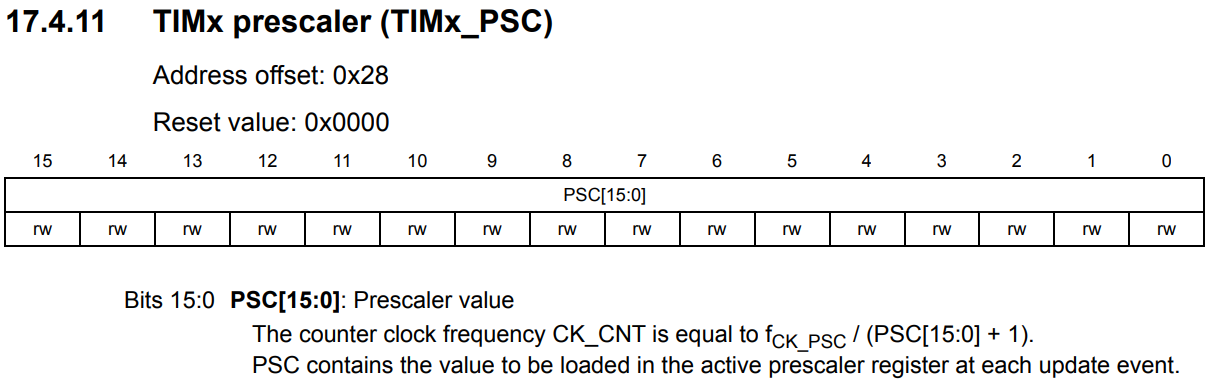 17.4.11 TIMx prescaler (TIMx_PSC)
Address offset: 0x28
Reset value: 0x0000
15 14 13 12 11 10 9 8 7 6 5 4 3 2 1 0
PSC[15:0]
rw rw rw rw rw rw rw rw rw rw rw rw rw rw rw rw
Bits 15:0 PSC[15:0]: Prescaler value
The counter clock frequency CK_CNT is equal to fCK_PSC / (PSC[15:0] + 1).
PSC contains the value to be loaded in the active prescaler register at each update event.